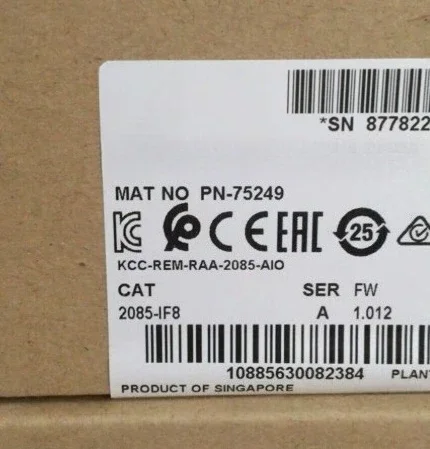 *SN 877822
MAT NO PN-75249
CE EAC 25
KCC-REM-RAA-2085-AIO
CAT SER FW
2085-IF8 A 1.012
10885630082384 PLAN
PRODUCT OF SINGAPORE